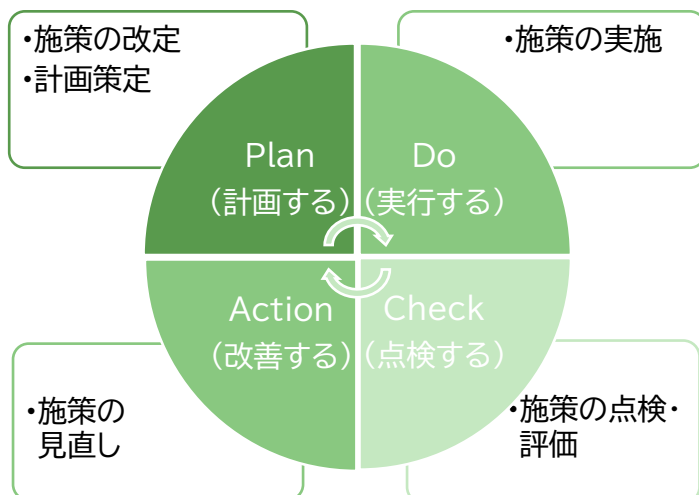 ・施策の改定
・計画策定
・施策の実施
Plan
（計画する）
Do
（実行する）
Action
（改善する）
Check
（点検する）
・施策の
見直し
・施策の点検・
評価